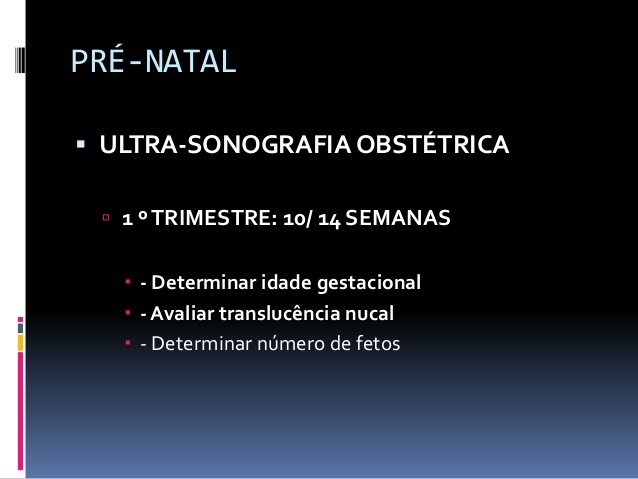 PRÉ-NATAL
ULTRA-SONOGRAFIA OBSTÉTRICA
1 º TRIMESTRE: 10/ 14 SEMANAS
- Determinar idade gestacional
- Avaliar translucência nucal
- Determinar número de fetos